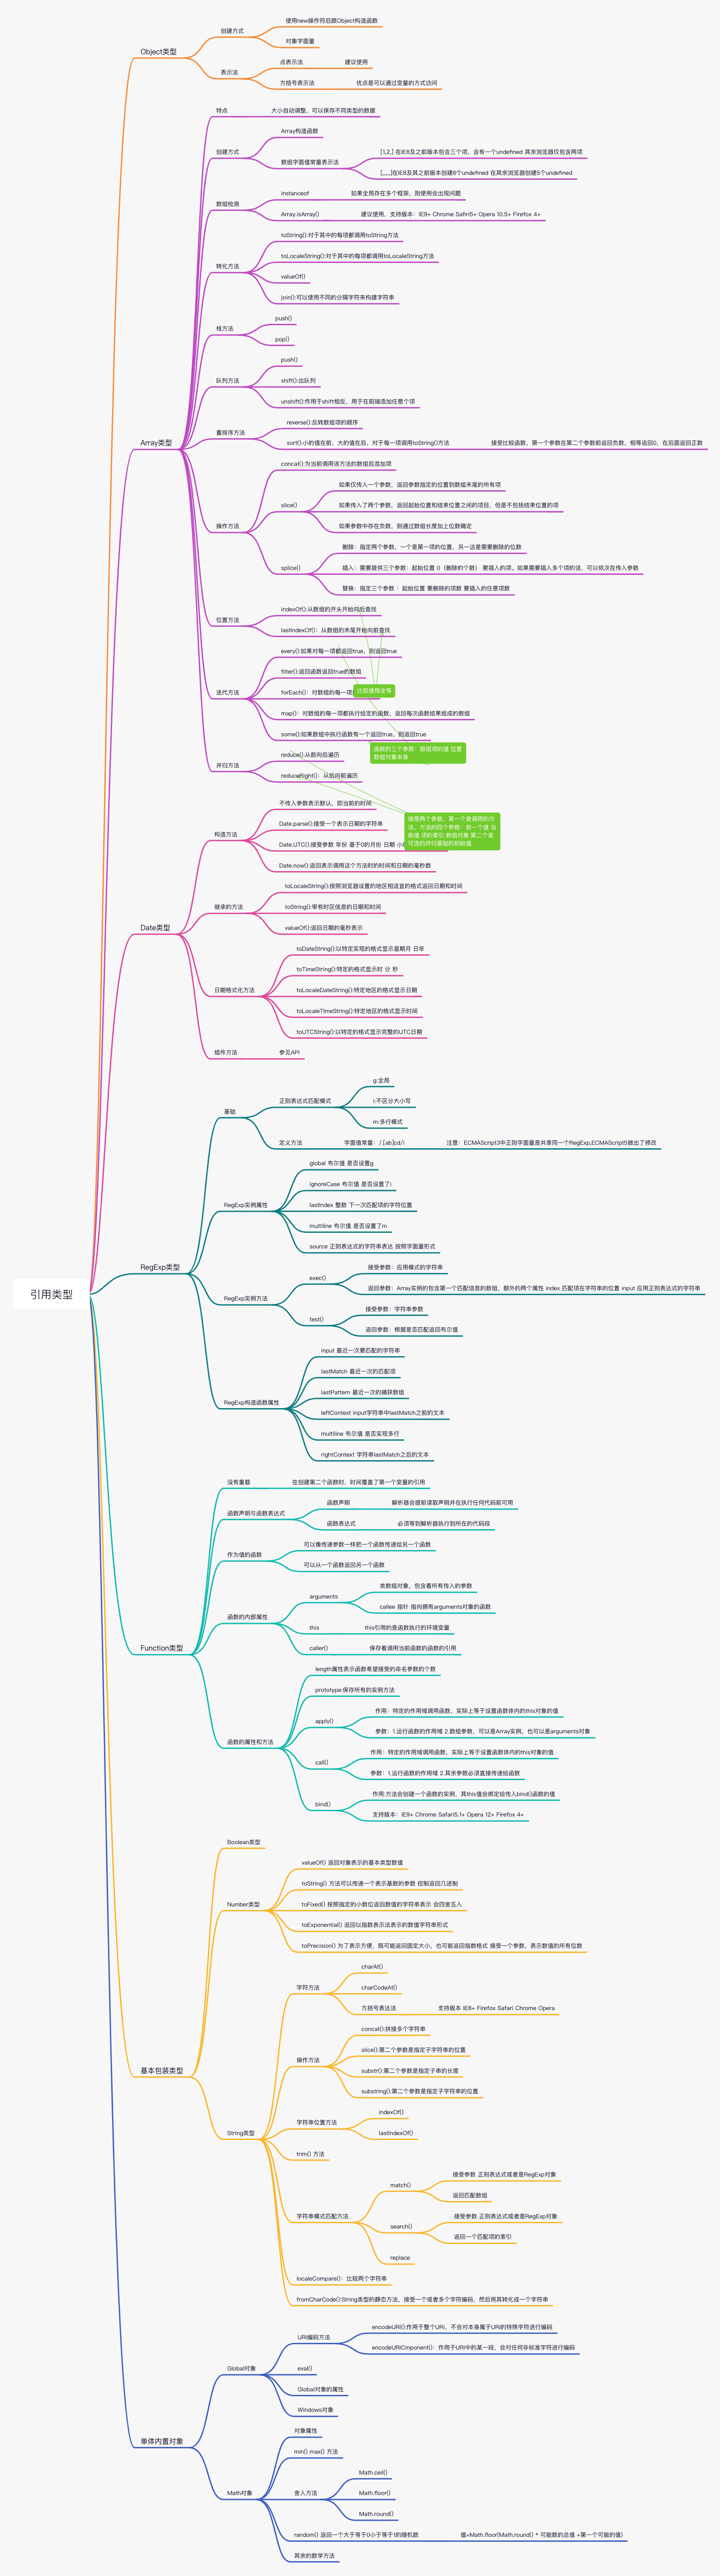 引用类型
Object类型
创建方式
使用new操作符后跟Object构造函数
对象字面量
表示法
点表示法
建议使用
方括号表示法
优点是可以通过变量的方式访问
Array类型
特点
大小自动调整，可以保存不同类型的数据
创建方式
Array构造函数
数组字面值常量表示法
[1,2,] 在IE8及之前版本包含三个项，含有一个undefined 其余浏览器仅包含两项
[,,,,,]在IE8及其之前版本创建6个undefined 在其余浏览器创建5个undefined
数组检测
instanceof
如果全局存在多个框架，则使用会出现问题
Array.isArray()
建议使用，支持版本：IE9+ Chrome Safiri5+ Opera 10.5+ Firefox 4+
转化方法
toString():对于其中的每项都调用toString方法
toLocaleString():对于其中的每项都调用toLocaleString方法
valueOf()
join():可以使用不同的分隔字符来构建字符串
栈方法
push()
pop()
队列方法
push()
shift():出队列
unshift():作用于shift相反，用于在前端添加任意个项
重排序方法
reverse():反转数组项的顺序
sort():小的值在前，大的值在后，对于每一项调用toString()方法
接受比较函数，第一个参数在第二个参数前返回负数，相等返回0，在后面返回正数
操作方法
concat():为当前调用该方法的数组后添加项
slice()
如果仅传入一个参数，返回参数指定的位置到数组末尾的所有项
如果传入了两个参数，返回起始位置和结束位置之间的项目，但是不包括结束位置的项
如果参数中存在负数，则通过数组长度加上位数确定
splice()
删除：指定两个参数，一个是第一项的位置，另一这是需要删除的位数
插入：需要提供三个参数：起始位置 0（删除的个数） 要插入的项。如果需要插入多个项的话，可以依次在传入参数
替换：指定三个参数 ：起始位置 要删除的项数 要插入的任意项数
位置方法
indexOf():从数组的开头开始向后查找
lastIndexOf()：从数组的末尾开始向前查找
迭代方法
every():如果对每一项都返回true，则返回true
filter():返回函数返回true的数组
forEach()：对数组的每一项
比较使用全等
map()：对数组的每一项都执行给定的函数，返回每次函数结果组成的数组
some():如果数组中执行函数有一个返回true，则返回true
函数的三个参数：数组项的值 位置
数组对象本身
并归方法
reduce():从前向后遍历
reduceRight()：从后向前遍历
接受两个参数，第一个是调用的方
法，方法的四个参数：前一个值 当
前值 项的索引 数组对象 第二个是
可选的并归基础的初始值
Date类型
构造方法
不传入参数表示默认，即当前的时间
Date.parse():接受一个表示日期的字符串
Date.UTC():接受参数 年份 基于0的月份 日期 小
Date.now():返回表示调用这个方法时的时间和日期的毫秒数
继承的方法
toLocaleString():按照浏览器设置的地区相适宜的格式返回日期和时间
toString():带有时区信息的日期和时间
valueOf():返回日期的毫秒表示
日期格式化方法
toDateString():以特定实现的格式显示星期月 日年
toTimeString():特定的格式显示时 分 秒
toLocaleDateString():特定地区的格式显示日期
toLocaleTImeString():特定地区的格式显示时间
toUTCString():以特定的格式显示完整的UTC日期
组件方法
参见API
RegExp类型
基础
正则表达式匹配模式
g:全局
i:不区分大小写
m:多行模式
定义方法
字面值常量：/.[ab]cd/i
注意：ECMAScript3中正则字面量是共享同一个RegExp,ECMAScript5做出了修改
RegExp实例属性
global 布尔值 是否设置g
ignoreCase 布尔值 是否设置了i
lastIndex 整数 下一次匹配项的字符位置
multiline 布尔值 是否设置了m
source 正则表达式的字符串表达 按照字面量形式
RegExp实例方法
exec()
接受参数：应用模式的字符串
返回参数：Array实例的包含第一个匹配信息的数组，额外的两个属性 index 匹配项在字符串的位置 input 应用正则表达式的字符串
test()
接受参数：字符串参数
返回参数：根据是否匹配返回布尔值
RegExp构造函数属性
input 最近一次要匹配的字符串
lastMatch 最近一次的匹配项
lastPattern 最近一次的捕获数组
leftContext input字符串中lastMatch之前的文本
multiline 布尔值 是否实现多行
rightContext 字符串lastMatch之后的文本
Function类型
没有重载
在创建第二个函数时，时间覆盖了第一个变量的引用
函数声明与函数表达式
函数声明
解析器会提前读取声明并在执行任何代码前可用
函数表达式
必须等到解析器执行到所在的代码段
作为值的函数
可以像传递参数一样把一个函数传递给另一个函数
可以从一个函数返回另一个函数
函数的内部属性
arguments
类数组对象，包含着所有传入的参数
callee 指针 指向拥有arguments对象的函数
this
this引用的是函数执行的环境变量
caller()
保存着调用当前函数的函数的引用
函数的属性和方法
length属性表示函数希望接受的命名参数的个数
prototype:保存所有的实例方法
apply()
作用：特定的作用域调用函数，实际上等于设置函数体内的this对象的值
参数：1.运行函数的作用域 2.数组参数，可以是Array实例，也可以是arguments对象
call()
作用：特定的作用域调用函数，实际上等于设置函数体内的this对象的值
参数：1.运行函数的作用域 2.其余参数必须直接传递给函数
bind()
作用:方法会创建一个函数的实例，其this值会绑定给传入bind()函数的值
支持版本：IE9+ Chrome Safari5.1+ Opera 12+ Firefox 4+
基本包装类型
Boolean类型
Number类型
valueOf() 返回对象表示的基本类型数值
toString() 方法可以传递一个表示基数的参数 控制返回几进制
toFixed() 按照指定的小数位返回数值的字符串表示 会四舍五入
toExponential() 返回以指数表示法表示的数值字符串形式
toPrecision() 为了表示方便，既可能返回固定大小，也可能返回指数格式 接受一个参数，表示数值的所有位数
String类型
字符方法
charAt()
charCodeAt()
方括号表达法
支持版本 IE8+ Firefox Safari Chrome Opera
操作方法
concat():拼接多个字符串
slice():第二个参数是指定子字符串的位置
substr():第二个参数是指定子串的长度
substring():第二个参数是指定子字符串的位置
字符串位置方法
indexOf()
lastIndexOf()
trim() 方法
字符串模式匹配方法
match()
接受参数 正则表达式或者是RegExp对象
返回匹配数组
search()
接受参数 正则表达式或者是RegExp对象
返回一个匹配项的索引
replace
localeCompare()：比较两个字符串
fromCharCode():String类型的静态方法，接受一个或者多个字符编码，然后将其转化成一个字符串
单体内置对象
Global对象
URI编码方法
encodeURI():作用于整个URI，不会对本身属于URI的特殊字符进行编码
encodeURICmponent()：作用于URI中的某一段，会对任何非标准字符进行编码
eval()
Global对象的属性
Windows对象
Math对象
对象属性
min() max() 方法
舍入方法
Math.ceil()
Math.floor()
Math.round()
random() 返回一个大于等于0小于等于1的随机数
值=Math.floor(Math.round() * 可能数的总值 +第一个可能的值)
其余的数学方法